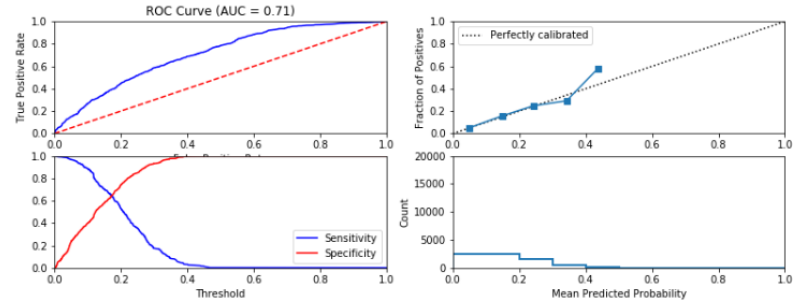 ROC Curve (AUC = 0.71)
True Positive Rate
1.0
0.8
0.6
0.4
0.2
0.0
0.0 0.2 0.4 0.6 0.8 1.0
Fraction of Positives
1.0
0.8
0.6
0.4
0.2
0.0
Perfectly calibrated
0.0 0.2 0.4 0.6 0.8 1.0
1.0
0.8
0.6
0.4
0.2
0.0
Sensitivity
Specificity
0.0 0.2 0.4 0.6 0.8 1.0
Threshold
Count
20000
15000
10000
5000
0
0.0 0.2 0.4 0.6 0.8 1.0
Mean Predicted Probability